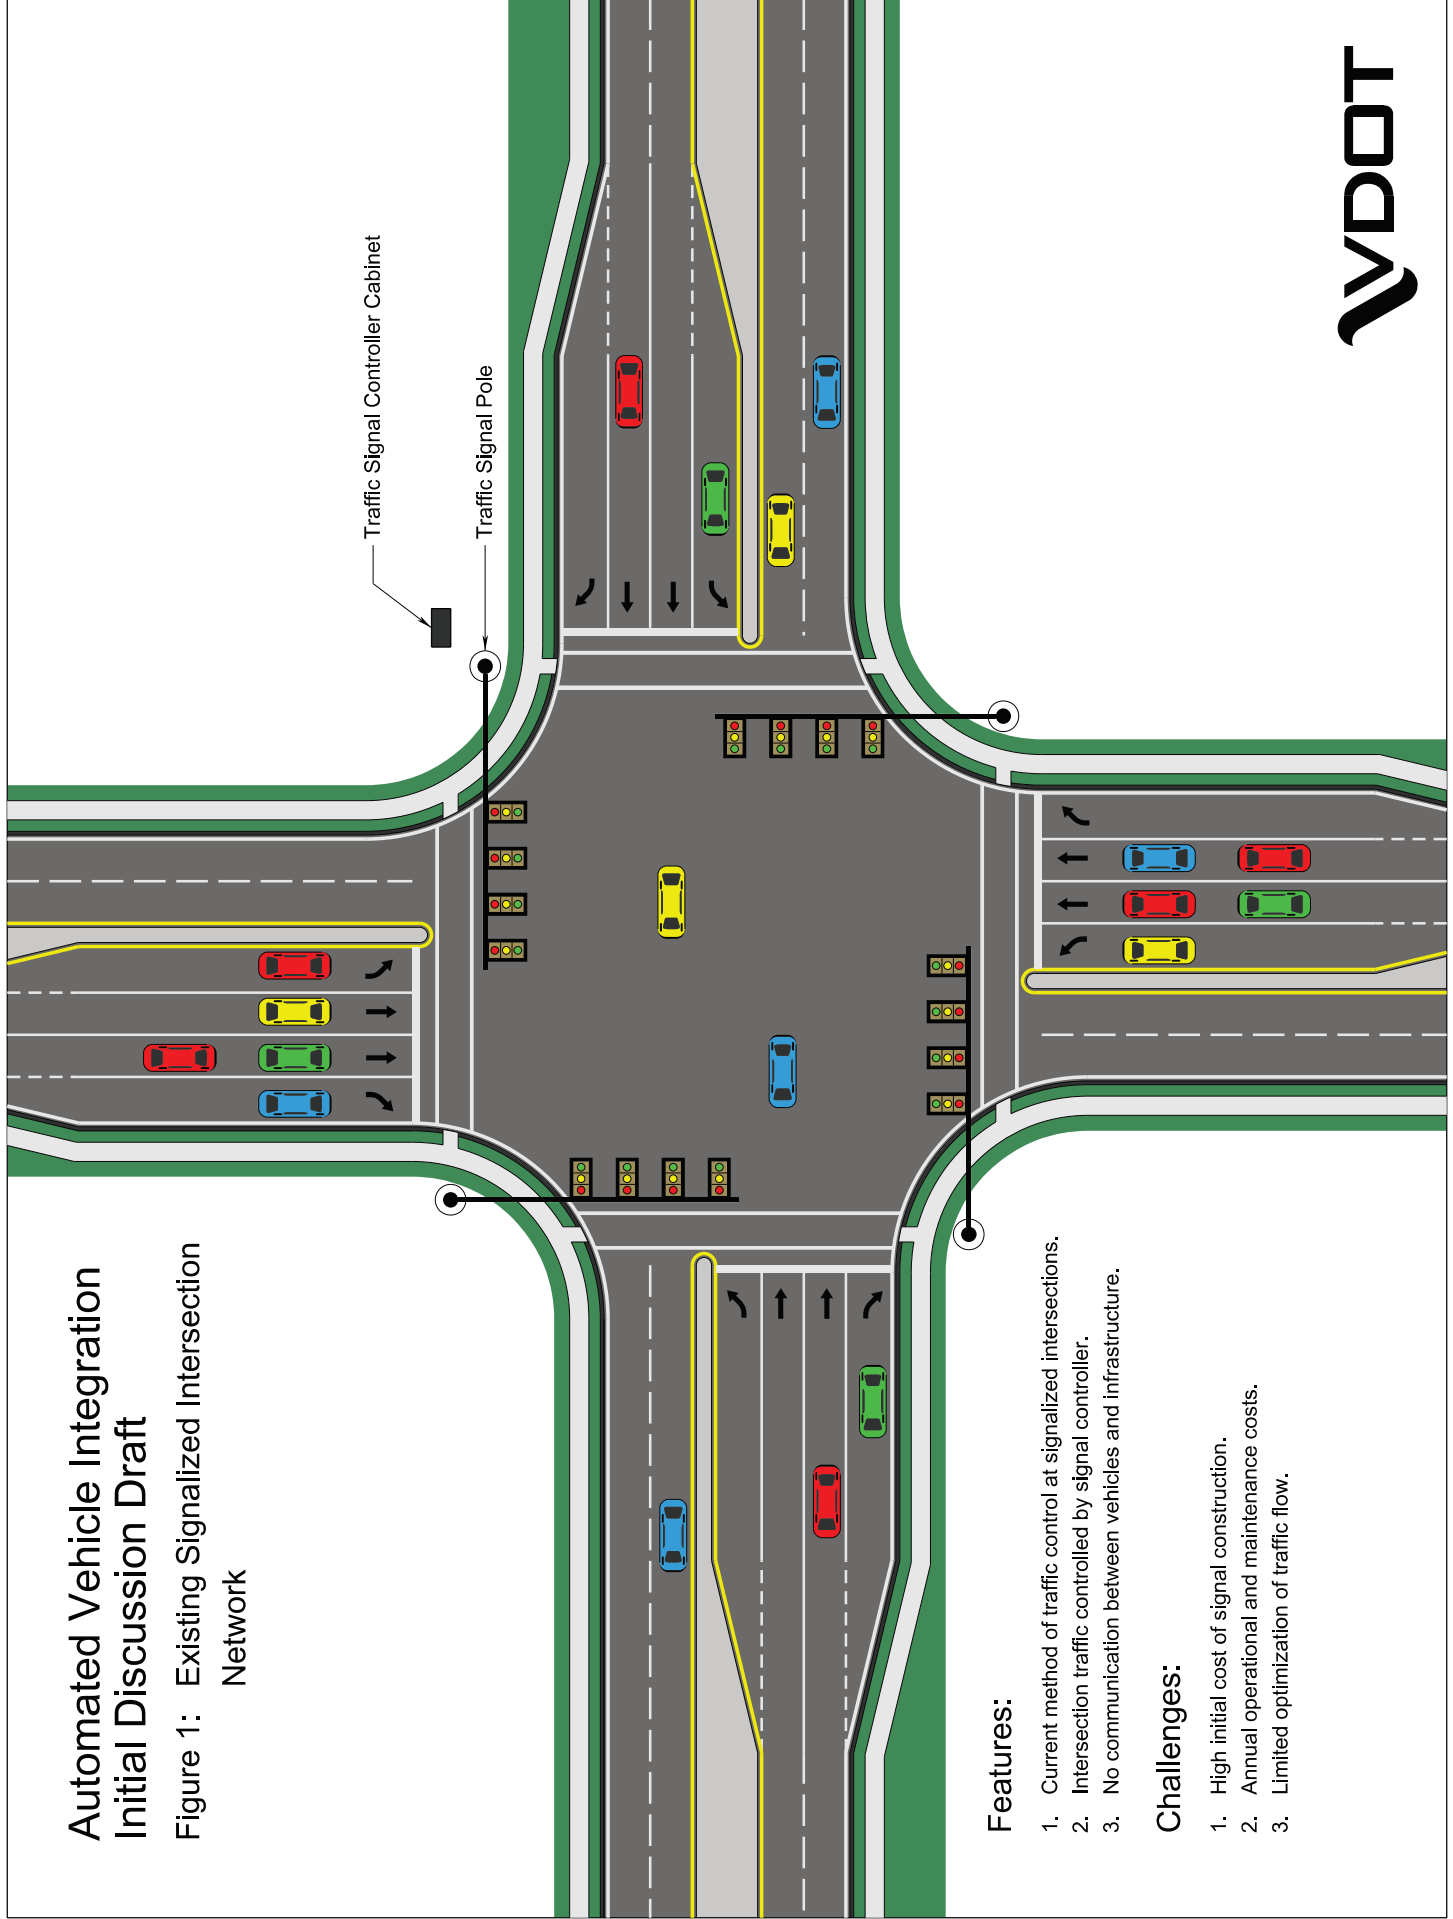 Automated Vehicle Integration
Initial Discussion Draft
Figure 1: Existing Signalized Intersection
Network
Traffic Signal Controller Cabinet
Traffic Signal Pole
Features:
1. Current method of traffic control at signalized intersections.
2. Intersection traffic controlled by signal controller.
3. No communication between vehicles and infrastructure.
Challenges:
1. High initial cost of signal construction.
2. Annual operational and maintenance costs.
3. Limited optimization of traffic flow.
VDOT